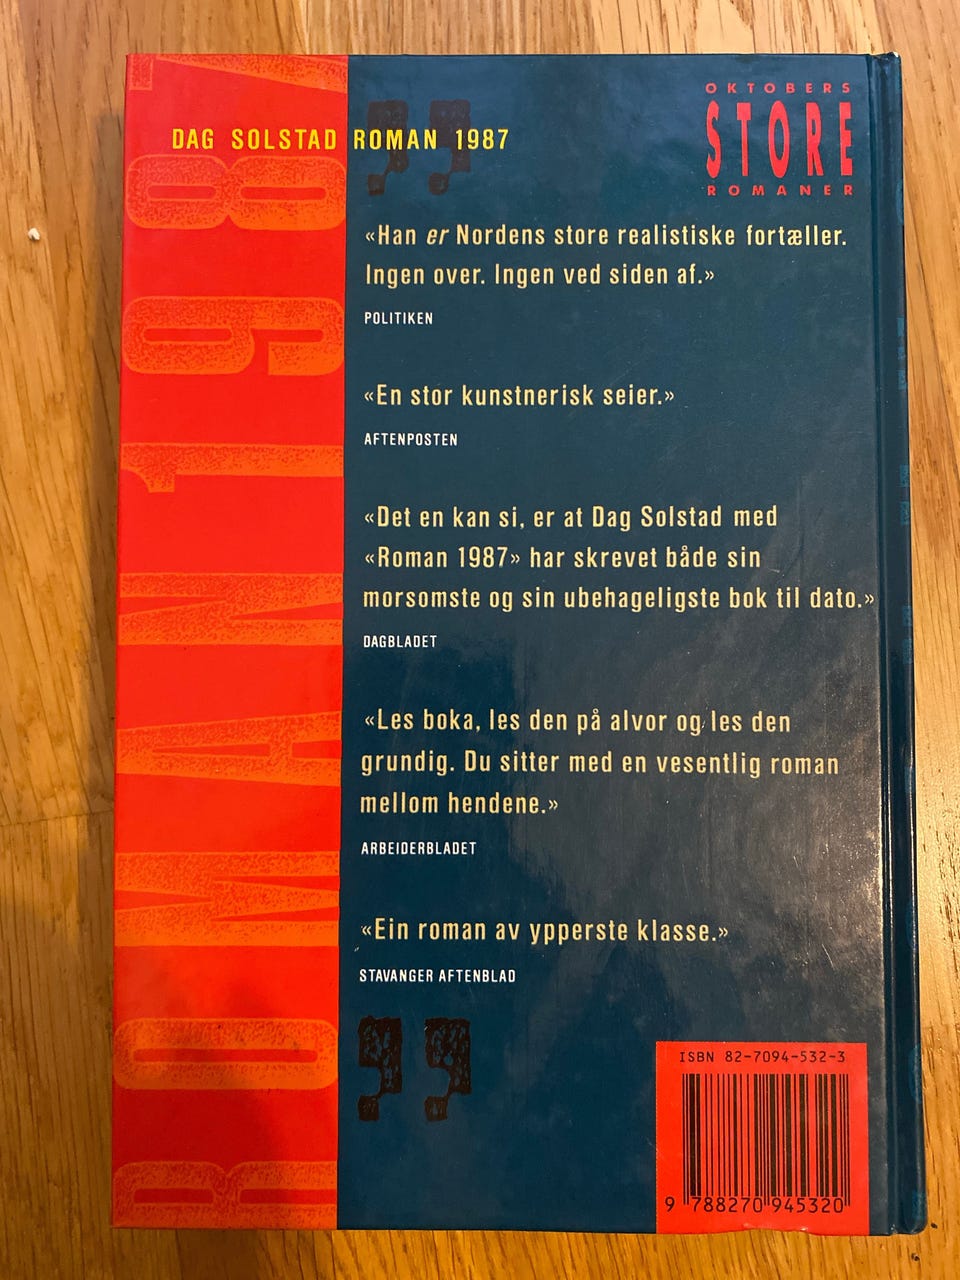 DAG SOLSTAD ROMAN 1987
OKTOBERS
STORE
ROMANER
«Han er Nordens store realistiske fortæller.
Ingen over. Ingen ved siden af.»
POLITIKEN
«En stor kunstnerisk seier.»
AFTENPOSTEN
«Det en kan si, er at Dag Solstad med
«Roman 1987» har skrevet både sin
morsomste og sin ubehageligste bok til dato.»
DAGBLADET
«Les boka, les den på alvor og les den
grundig. Du sitter med en vesentlig roman
mellom hendene.»
ARBEIDERBLADET
«Ein roman av ypperste klasse.»
STAVANGER AFTENBLAD
ISBN 82-7094-532-3
9 788270 945320
ROMAN 1987